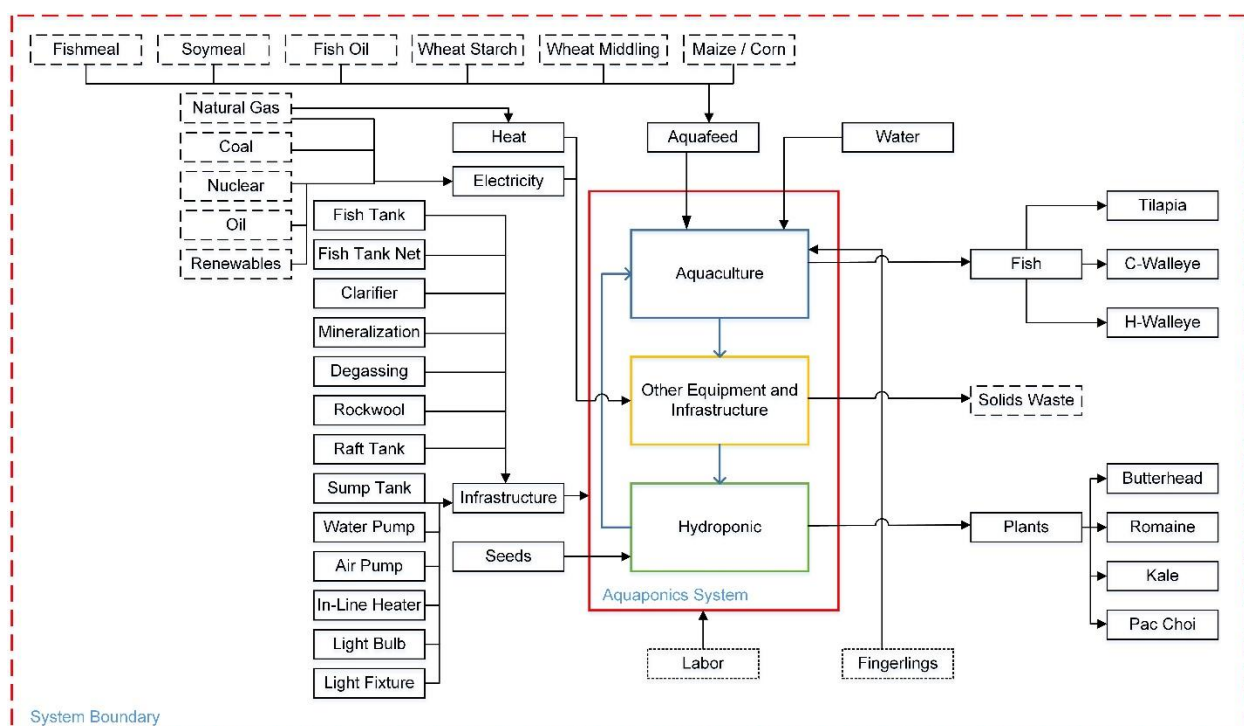 Fishmeal
Soymeal
Fish Oil
Wheat Starch
Wheat Middling
Maize / Corn
Natural Gas
Coal
Nuclear
Oil
Renewables
Heat
Electricity
Aquafeed
Water
Fish Tank
Fish Tank Net
Clarifier
Mineralization
Degassing
Rockwool
Raft Tank
Sump Tank
Water Pump
Air Pump
In-Line Heater
Light Bulb
Light Fixture
Infrastructure
Seeds
Aquaculture
Other Equipment and
Infrastructure
Hydroponic
Aquaponics System
Labor
Fingerlings
Fish
Tilapia
C-Walleye
H-Walleye
Solids Waste
Plants
Butterhead
Romaine
Kale
Pac Choi
System Boundary